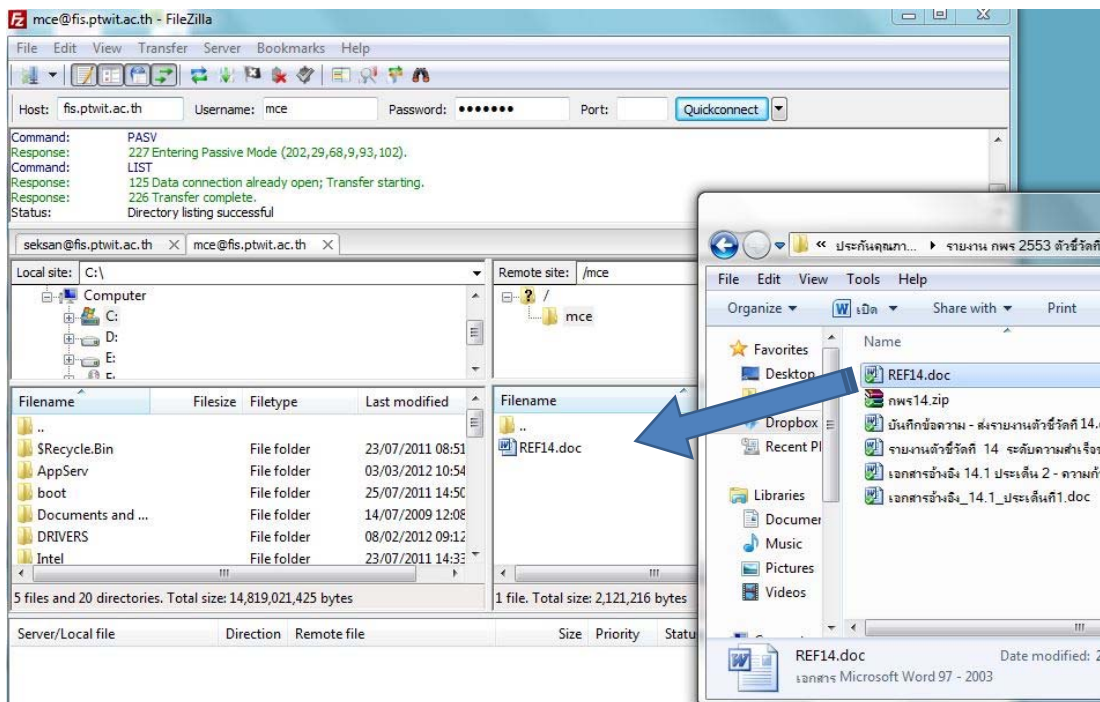 mce@fis.ptwit.ac.th - FileZilla
File Edit View Transfer Server Bookmarks Help
Host: fis.ptwit.ac.th Username: mce Password: ••••••• Port: Quickconnect
Command: PASV
Response: 227 Entering Passive Mode (202,29,68,9,93,102).
Command: LIST
Response: 125 Data connection already open; Transfer starting.
Response: 226 Transfer complete.
Status: Directory listing successful
seksan@fis.ptwit.ac.th mce@fis.ptwit.ac.th
Local site: C:\
Computer
C:
D:
E:
Remote site: /mce
/
mce
Filename Filesize Filetype Last modified
..
$Recycle.Bin File folder 23/07/2011 08:51
AppServ File folder 03/03/2012 10:54
boot File folder 25/07/2011 14:50
Documents and ... File folder 14/07/2009 12:08
DRIVERS File folder 08/02/2012 09:12
Intel File folder 23/07/2011 14:33
5 files and 20 directories. Total size: 14,819,021,425 bytes
Filename
..
REF14.doc
1 file. Total size: 2,121,216 bytes
Server/Local file Direction Remote file Size Priority Statu
« ประกันคุณภา... รายงาน กพร 2553 ตัวชี้วัดที่
File Edit View Tools Help
Organize เปิด Share with Print
Favorites
Desktop
Dropbox
Recent Pl
Libraries
Documen
Music
Pictures
Videos
Name
REF14.doc
กพร14.zip
บันทึกข้อความ - ส่งรายงานตัวชี้วัดที่ 14.
รายงานตัวชี้วัดที่ 14 ระดับความสำเร็จ
เอกสารอ้างอิง 14.1 ประเด็น 2 -
เอกสารอ้างอิง_14.1_ประเด็นที่1.doc
REF14.doc Date modified: 2
เอกสาร Microsoft Word 97 - 2003